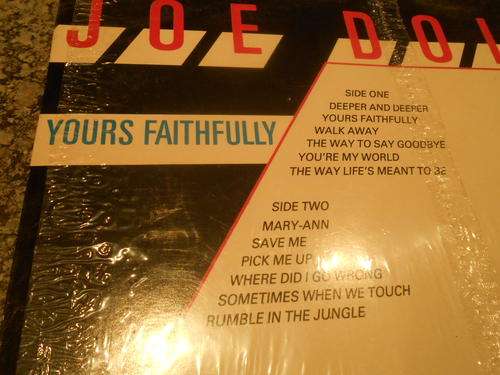 JOE DOW
YOURS FAITHFULLY
SIDE ONE
DEEPER AND DEEPER
YOURS FAITHFULLY
WALK AWAY
THE WAY TO SAY GOODBYE
YOU'RE MY WORLD
THE WAY LIFE'S MEANT TO BE
SIDE TWO
MARY-ANN
SAVE ME
PICK ME UP
WHERE DID I GO WRONG
SOMETIMES WHEN WE TOUCH
RUMBLE IN THE JUNGLE